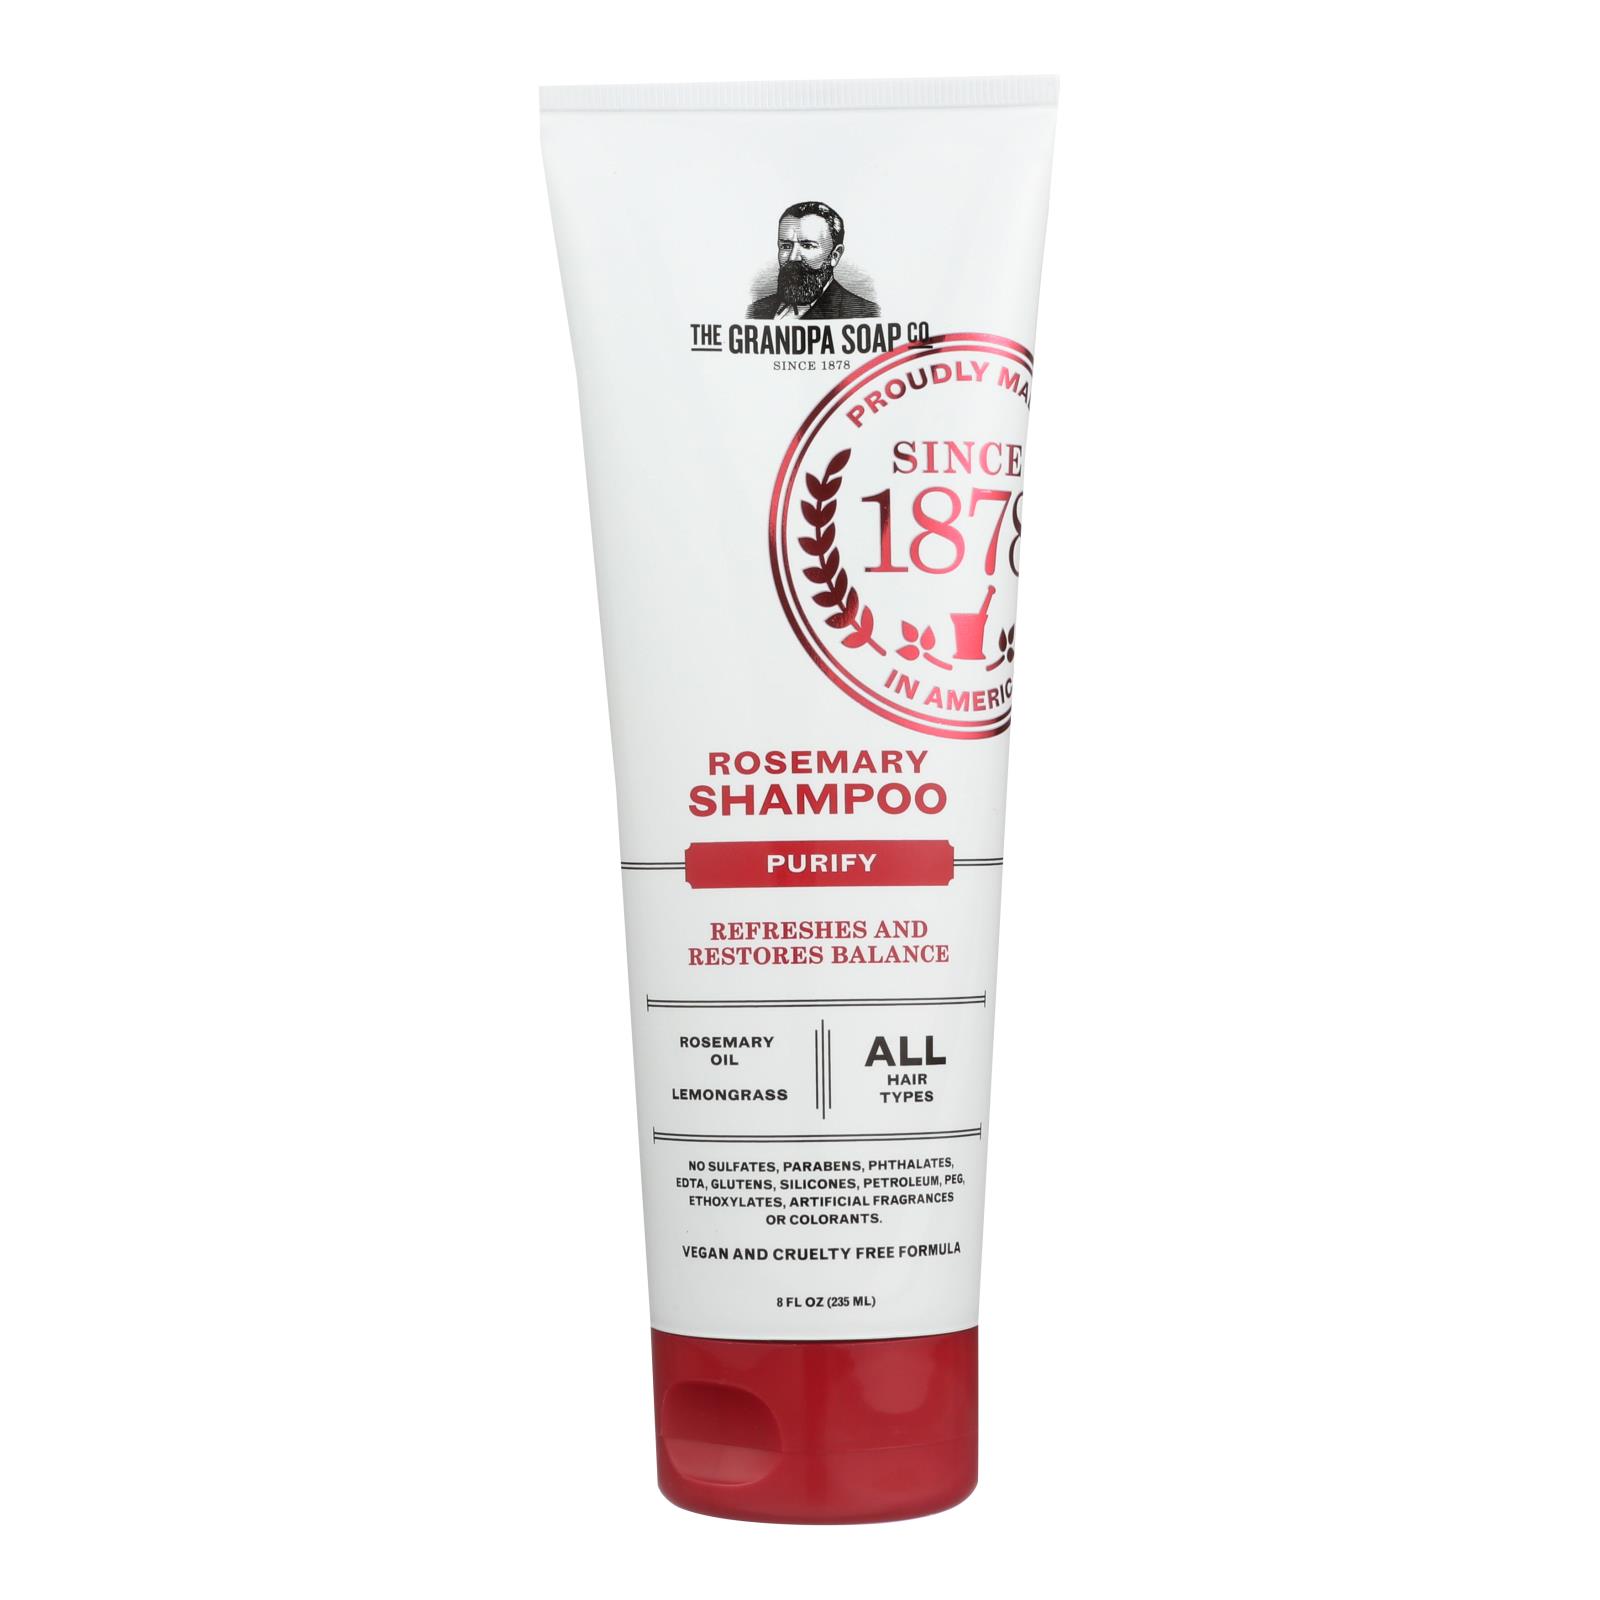 THE GRANDPA SOAP CO.
SINCE 1878
PROUDLY
SINCE
1878
IN
ROSEMARY
SHAMPOO
PURIFY
REFRESHES AND
RESTORES BALANCE
ROSEMARY
OIL
LEMONGRASS
ALL
HAIR
TYPES
NO SULFATES, PARABENS, PHTHALATES,
EDTA, GLUTENS, SILICONES, PETROLEUM, PEG,
ETHOXYLATES, ARTIFICIAL FRAGRANCES
OR COLORANTS.
VEGAN AND CRUELTY FREE FORMULA
8 FL OZ (235 ML)